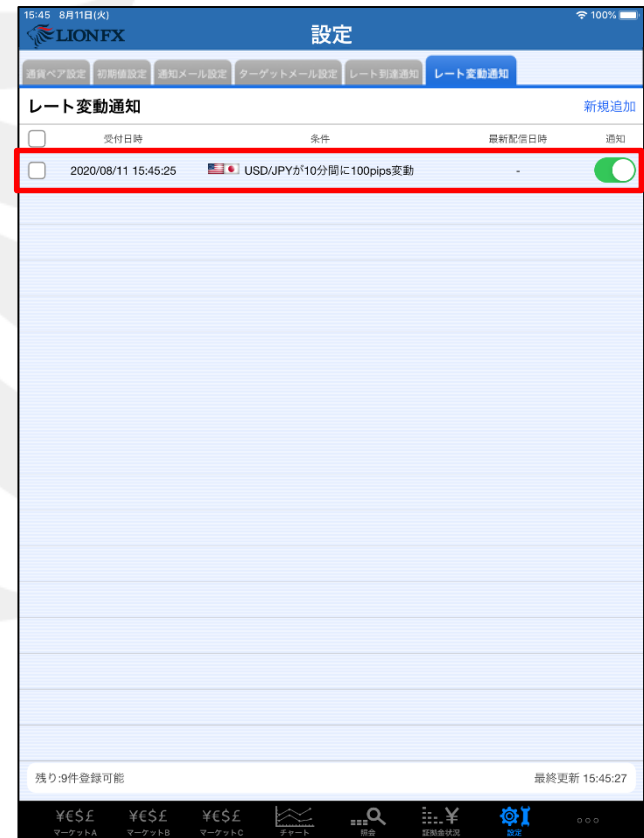 15:45 8月11日(火) 100%
LIONFX 設定
通貨ペア設定 初期値設定 通知メール設定 ターゲットメール設定 レート到達通知 レート変動通知
レート変動通知 新規追加
受付日時 条件 最新配信日時 通知
2020/08/11 15:45:25 USD/JPYが10分間に100pips変動 -
残り:9件登録可能 最終更新 15:45:27
¥€$£ ¥€$£ ¥€$£ ¥
マーケットA マーケットB マーケットC チャート 照会 証拠金状況 設定